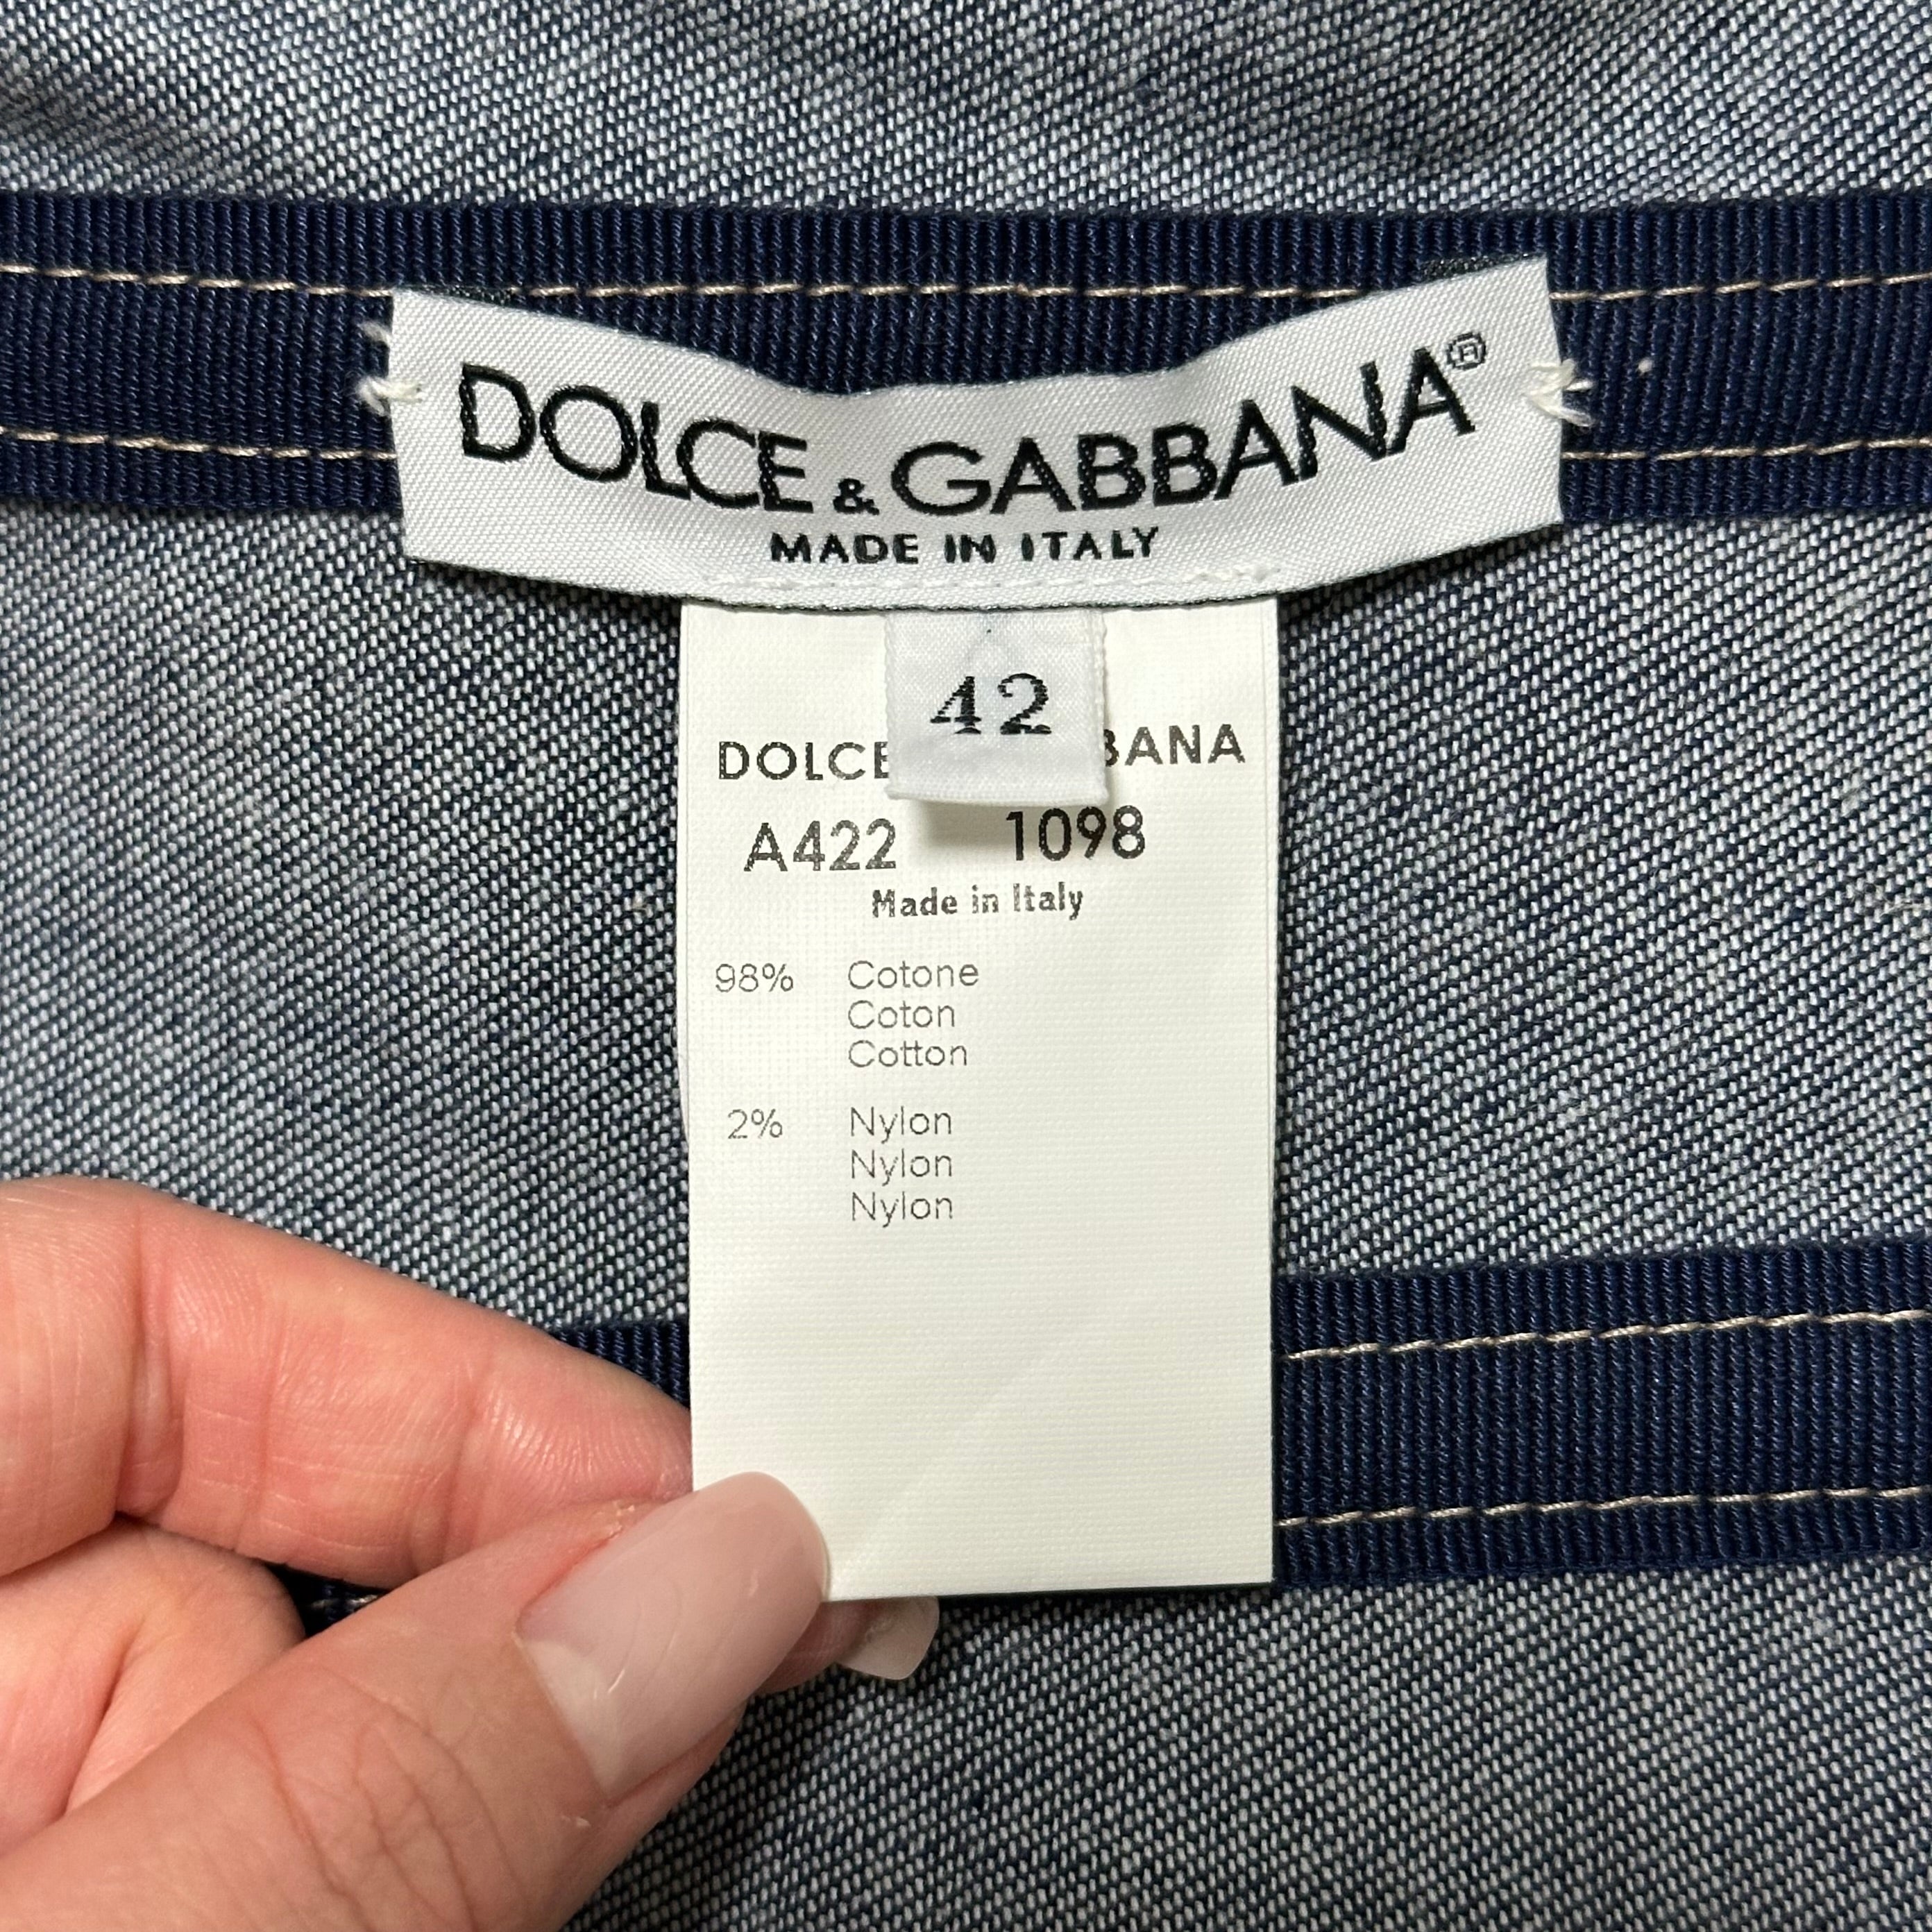 DOLCE & GABBANA®
MADE IN ITALY
42
DOLCE BANA
A422 1098
Made in Italy
98% Cotone
Coton
Cotton
2% Nylon
Nylon
Nylon